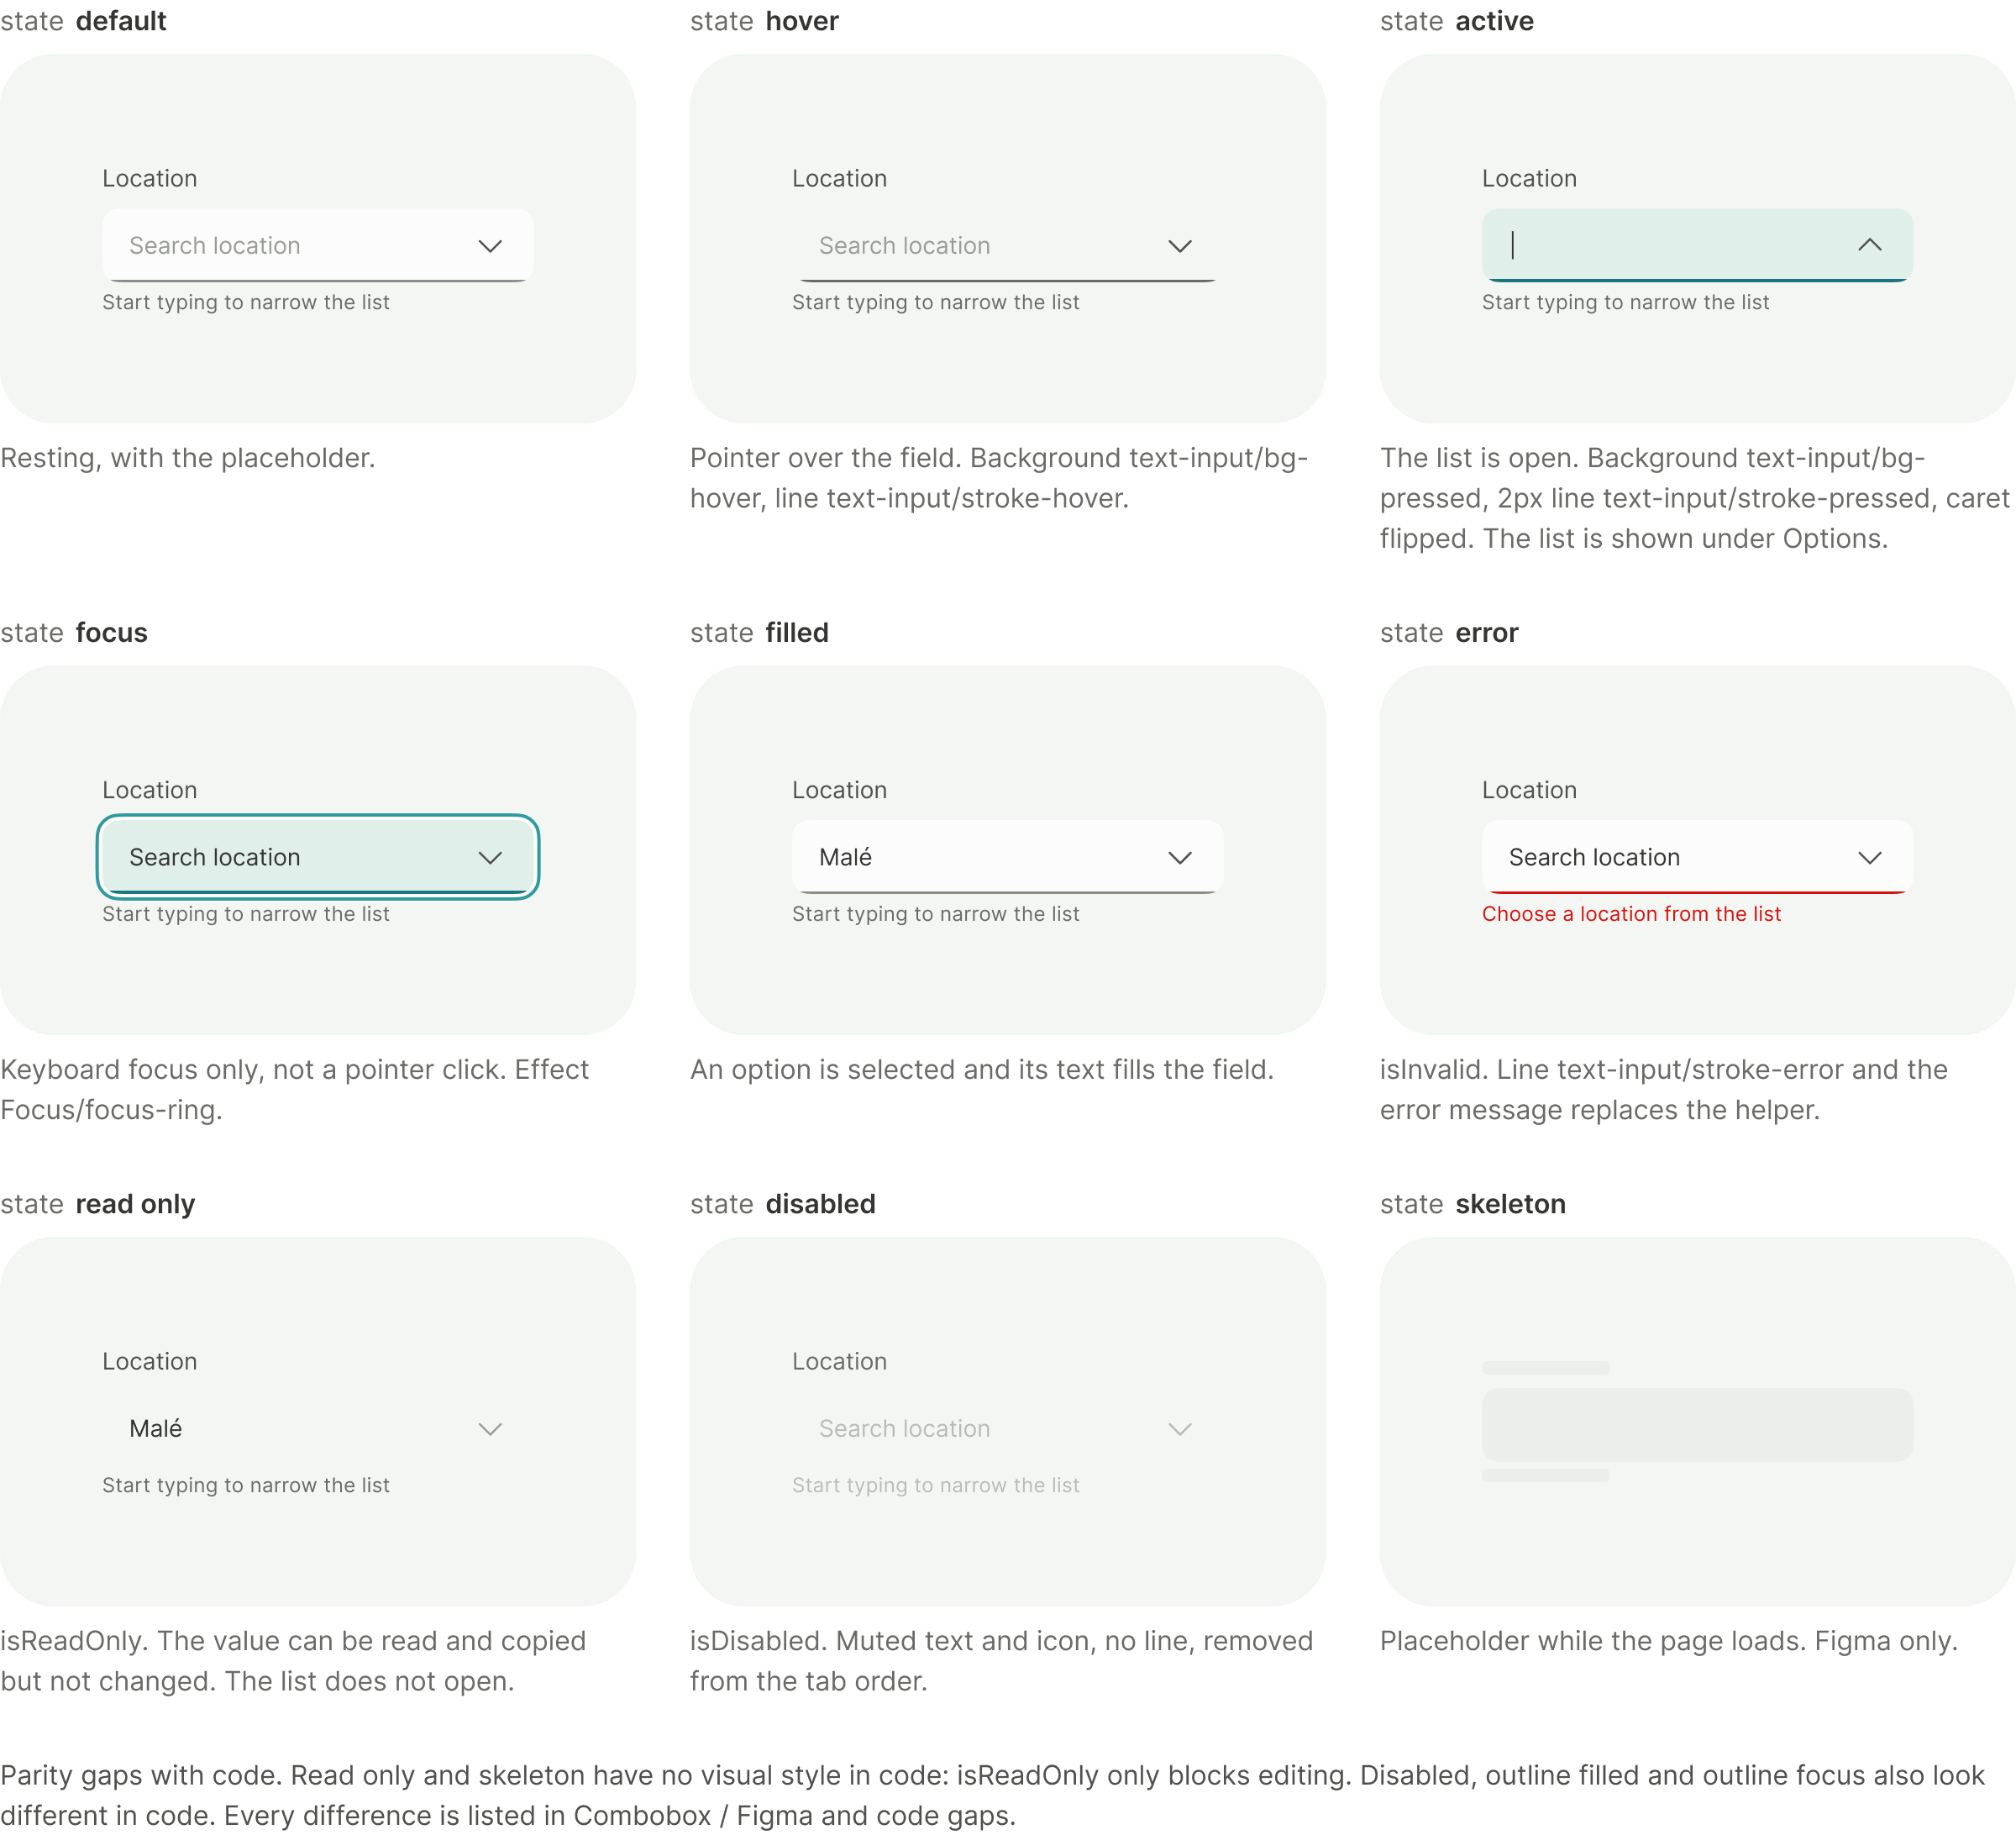 state default
Location
Search location
Start typing to narrow the list
Resting, with the placeholder.
state hover
Location
Search location
Start typing to narrow the list
Pointer over the field. Background text-input/bg-
hover, line text-input/stroke-hover.
state active
Location
Start typing to narrow the list
The list is open. Background text-input/bg-
pressed, 2px line text-input/stroke-pressed, caret
flipped. The list is shown under Options.
state focus
Location
Search location
Start typing to narrow the list
Keyboard focus only, not a pointer click. Effect
Focus/focus-ring.
state filled
Location
Malé
Start typing to narrow the list
An option is selected and its text fills the field.
state error
Location
Search location
Choose a location from the list
isInvalid. Line text-input/stroke-error and the
error message replaces the helper.
state read only
Location
Malé
Start typing to narrow the list
isReadOnly. The value can be read and copied
but not changed. The list does not open.
state disabled
Location
Search location
Start typing to narrow the list
isDisabled. Muted text and icon, no line, removed
from the tab order.
state skeleton
Placeholder while the page loads. Figma only.
Parity gaps with code. Read only and skeleton have no visual style in code: isReadOnly only blocks editing. Disabled, outline filled and outline focus also look
different in code. Every difference is listed in Combobox / Figma and code gaps.